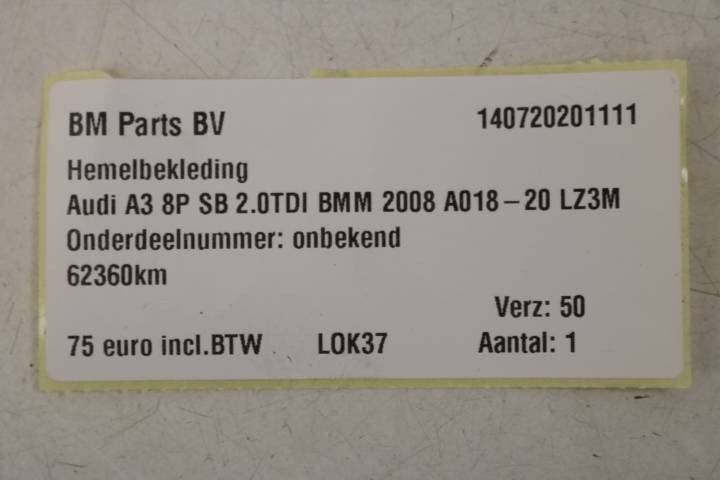 BM Parts BV 140720201111
Hemelbekleding
Audi A3 8P SB 2.0TDI BMM 2008 A018-20 LZ3M
Onderdeelnummer: onbekend
62360km
Verz: 50
75 euro incl.BTW LOK37 Aantal: 1